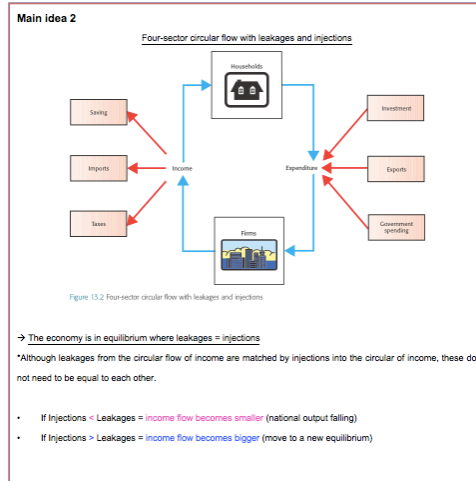 Main idea 2
Four-sector circular flow with leakages and injections
Households
Saving
Investment
Imports
Income
Expenditure
Exports
Taxes
Firms
Government
spending
Figure 13.2 Four-sector circular flow with leakages and injections
→ The economy is in equilibrium where leakages = injections
*Although leakages from the circular flow of income are matched by injections into the circular of income, these do
not need to be equal to each other.
• If Injections < Leakages = income flow becomes smaller (national output falling)
• If Injections > Leakages = income flow becomes bigger (move to a new equilibrium)